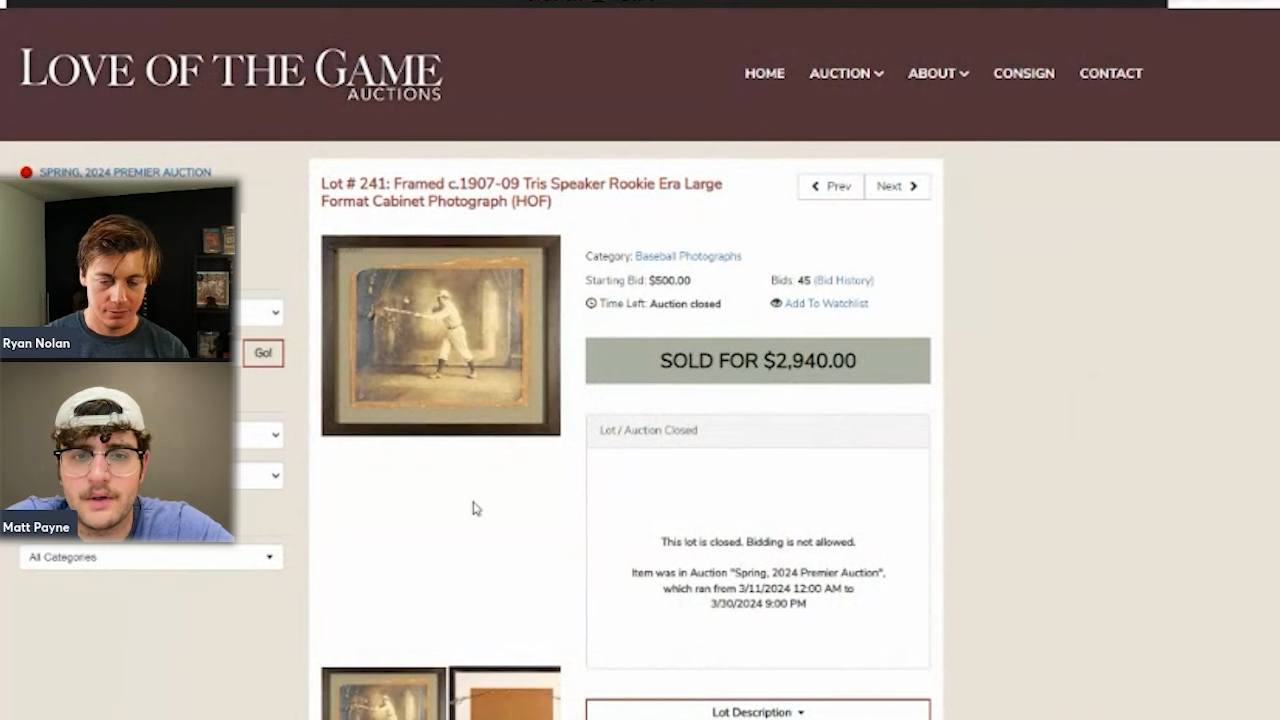 LOVE OF THE GAME
AUCTIONS
HOME
AUCTION
ABOUT
CONSIGN
CONTACT
SPRING, 2024 PREMIER AUCTION
Lot # 241: Framed c.1907-09 Tris Speaker Rookie Era Large
Format Cabinet Photograph (HOF)
Prev
Next
Category: Baseball Photographs
Starting Bid: $500.00
Bids: 45 (Bid History)
Time Left: Auction closed
Add To Watchlist
Ryan Nolan
Go!
SOLD FOR $2,940.00
Lot / Auction Closed
Matt Payne
This lot is closed. Bidding is not allowed.
All Categories
Item was in Auction "Spring, 2024 Premier Auction",
which ran from 3/11/2024 12:00 AM to
3/30/2024 9:00 PM
Lot Description